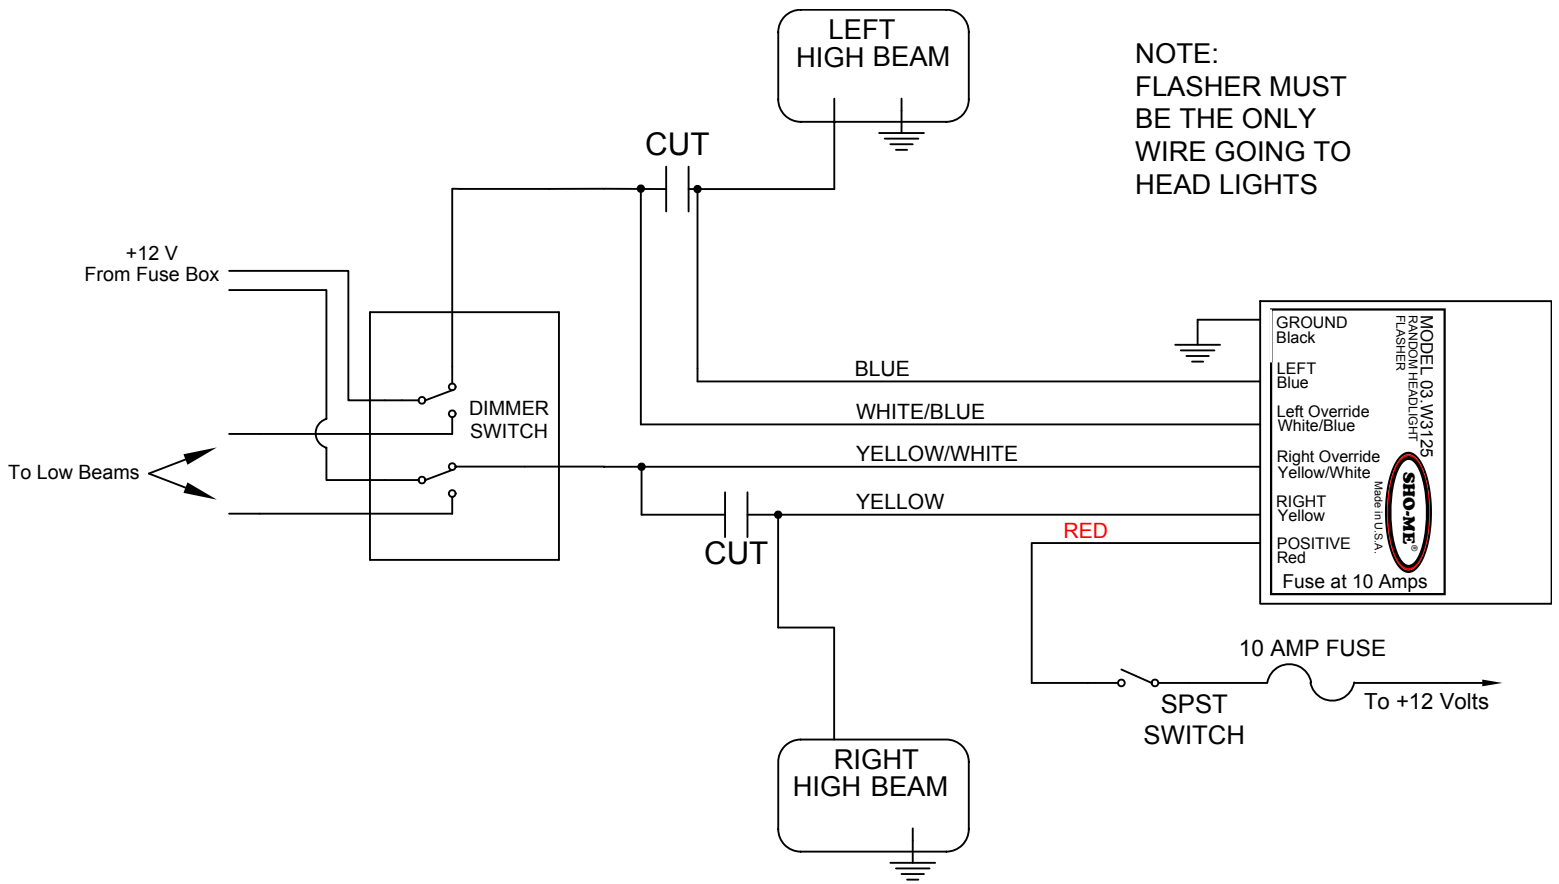 LEFT
HIGH BEAM
NOTE:
FLASHER MUST
BE THE ONLY
WIRE GOING TO
HEAD LIGHTS
CUT
+12 V
From Fuse Box
DIMMER
SWITCH
To Low Beams
BLUE
WHITE/BLUE
YELLOW/WHITE
YELLOW
RED
CUT
GROUND
Black
LEFT
Blue
Left Override
White/Blue
Right Override
Yellow/White
RIGHT
Yellow
POSITIVE
Red
Fuse at 10 Amps
MODEL 03.W3125
RANDOM HEADLIGHT
FLASHER
SHO-ME®
Made in U.S.A.
10 AMP FUSE
SPST
SWITCH
To +12 Volts
RIGHT
HIGH BEAM